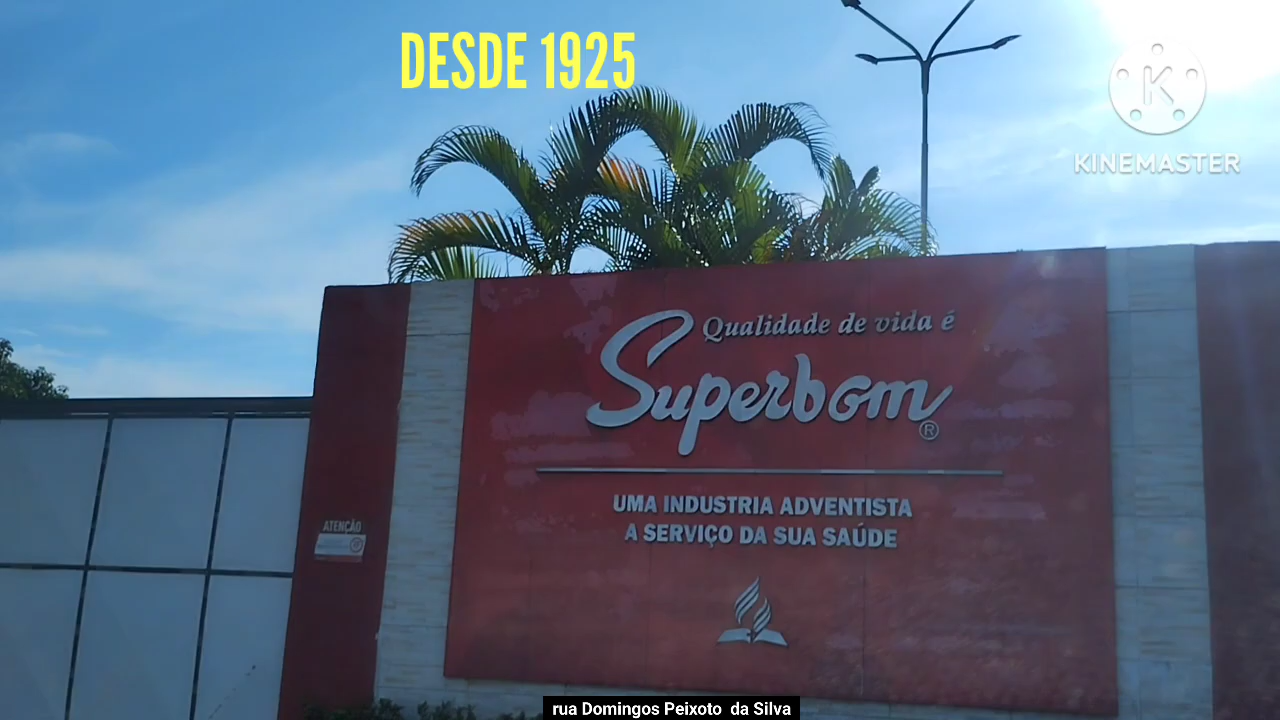 DESDE 1925
K
KINEMASTER
Qualidade de vida é
Superbom
®
UMA INDUSTRIA ADVENTISTA
A SERVIÇO DA SUA SAÚDE
ATENÇÃO
rua Domingos Peixoto da Silva